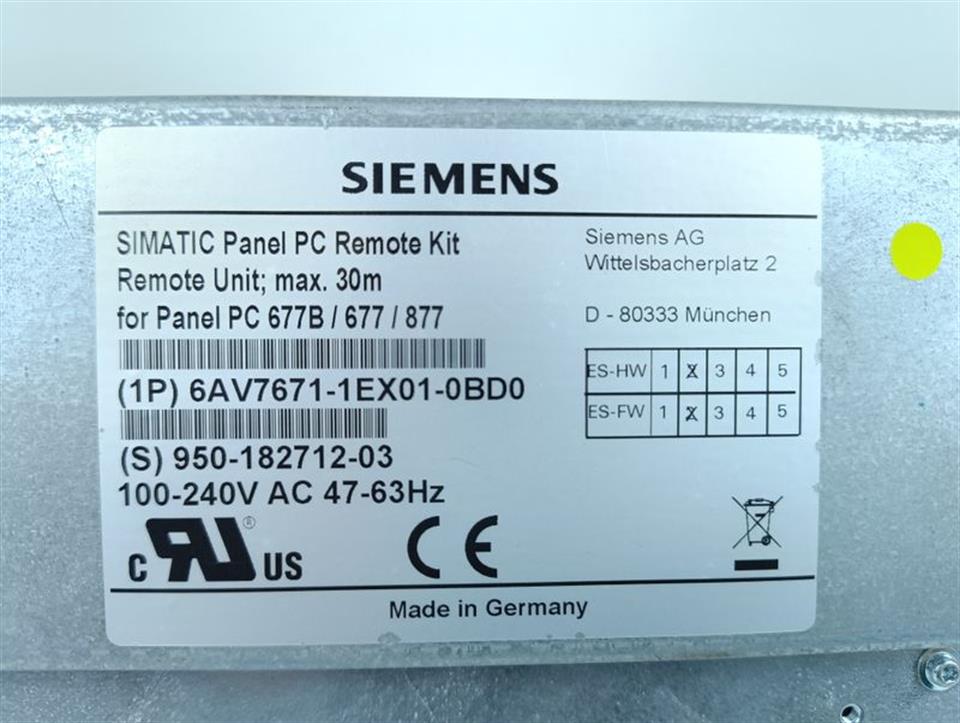 SIEMENS
SIMATIC Panel PC Remote Kit
Remote Unit; max. 30m
for Panel PC 677B / 677 / 877
(1P) 6AV7671-1EX01-0BD0
(S) 950-182712-03
100-240V AC 47-63Hz
Siemens AG
Wittelsbacherplatz 2
D - 80333 München
ES-HW 1 X 3 4 5
ES-FW 1 X 3 4 5
C RU ® US
CE
Made in Germany